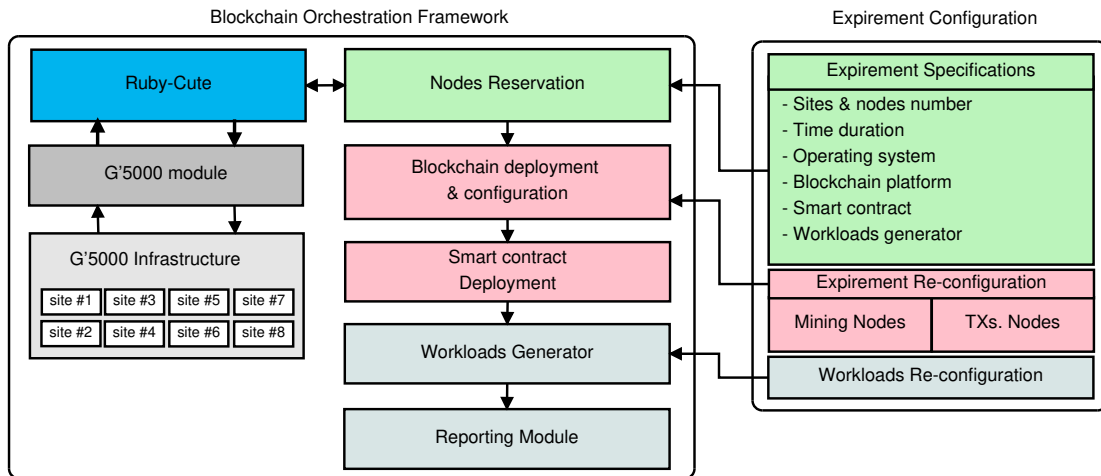 Blockchain Orchestration Framework
Ruby-Cute
G'5000 module
G'5000 Infrastructure
site #1 site #3 site #5 site #7
site #2 site #4 site #6 site #8
Nodes Reservation
Blockchain deployment
& configuration
Smart contract
Deployment
Workloads Generator
Reporting Module
Expirement Configuration
Expirement Specifications
- Sites & nodes number
- Time duration
- Operating system
- Blockchain platform
- Smart contract
- Workloads generator
Expirement Re-configuration
Mining Nodes TXs. Nodes
Workloads Re-configuration